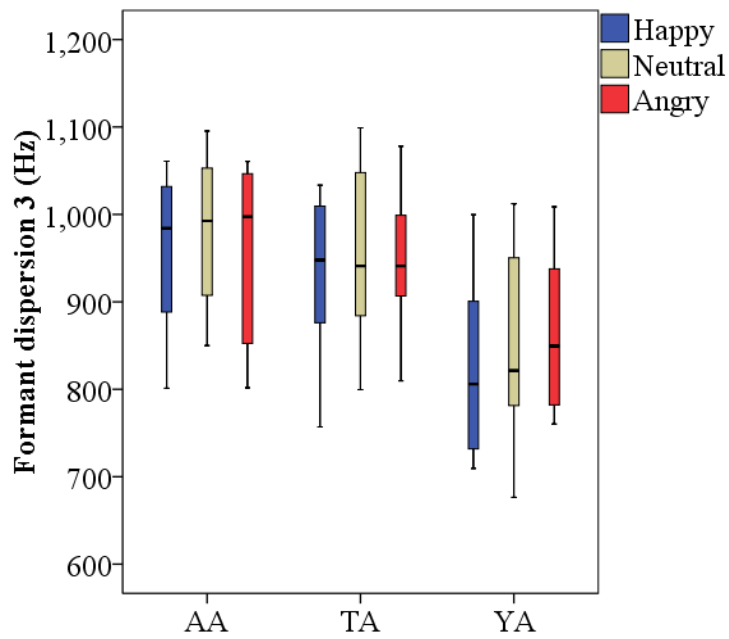 Happy
Neutral
Angry
Formant dispersion 3 (Hz)
1,200
1,100
1,000
900
800
700
600
AA TA YA